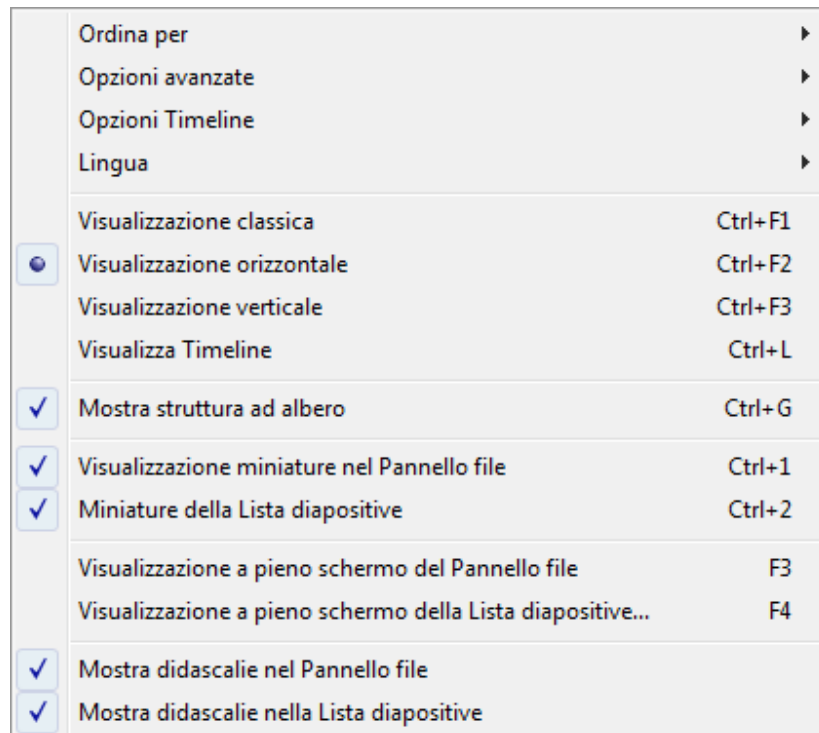 Ordina per
Opzioni avanzate
Opzioni Timeline
Lingua
Visualizzazione classica Ctrl+F1
Visualizzazione orizzontale Ctrl+F2
Visualizzazione verticale Ctrl+F3
Visualizza Timeline Ctrl+L
Mostra struttura ad albero Ctrl+G
Visualizzazione miniature nel Pannello file Ctrl+1
Miniature della Lista diapositive Ctrl+2
Visualizzazione a pieno schermo del Pannello file F3
Visualizzazione a pieno schermo della Lista diapositive... F4
Mostra didascalie nel Pannello file
Mostra didascalie nella Lista diapositive